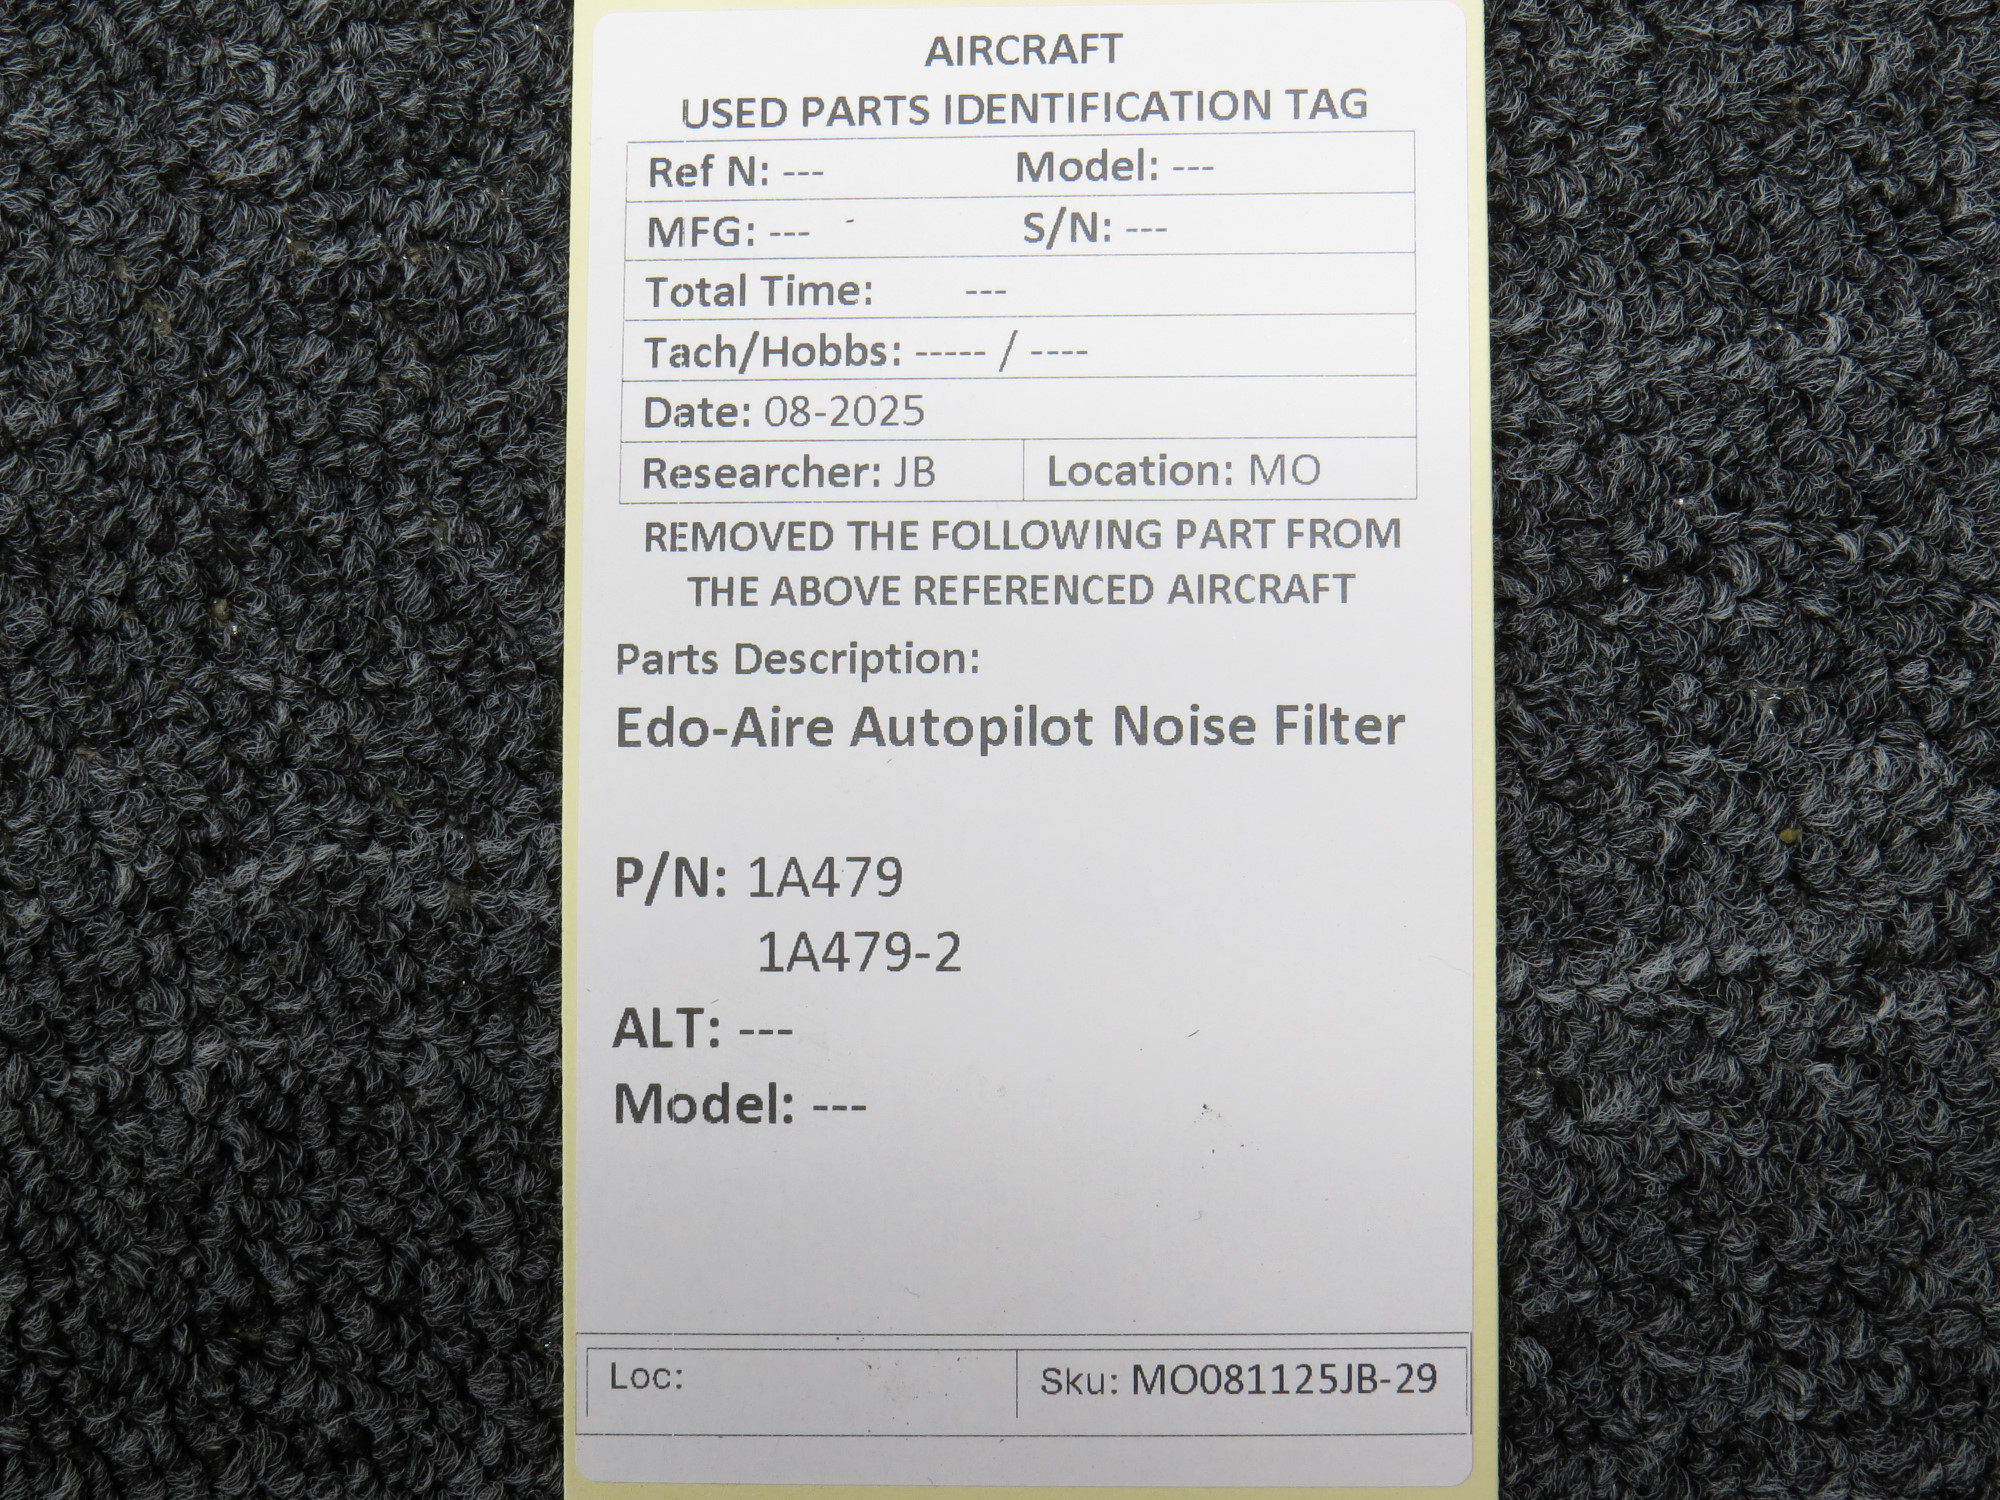 AIRCRAFT
USED PARTS IDENTIFICATION TAG
Ref N: --- Model: ---
MFG: --- S/N: ---
Total Time: ---
Tach/Hobbs: ----- / ----
Date: 08-2025
Researcher: JB Location: MO
REMOVED THE FOLLOWING PART FROM
THE ABOVE REFERENCED AIRCRAFT
Parts Description:
Edo-Aire Autopilot Noise Filter
P/N: 1A479
1A479-2
ALT: ---
Model: ---
Loc: Sku: MO081125JB-29